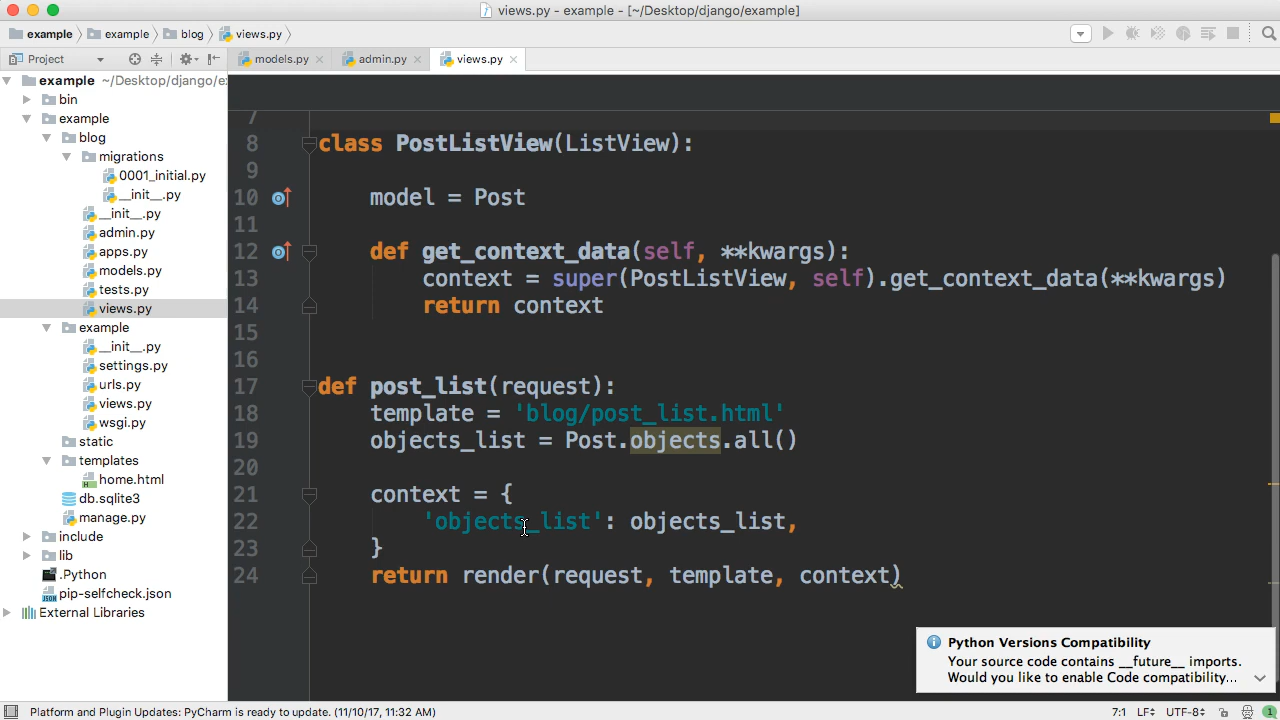 views.py - example - [~/Desktop/django/example]
example example blog views.py
Project
models.py admin.py views.py
example ~/Desktop/django/e
bin
example
blog
migrations
0001_initial.py
__init__.py
__init__.py
admin.py
apps.py
models.py
tests.py
views.py
example
__init__.py
settings.py
urls.py
views.py
wsgi.py
static
templates
home.html
db.sqlite3
manage.py
include
lib
.Python
pip-selfcheck.json
External Libraries
7
8 class PostListView(ListView):
9
10 model = Post
11
12 def get_context_data(self, **kwargs):
13 context = super(PostListView, self).get_context_data(**kwargs)
14 return context
15
16
17 def post_list(request):
18 template = 'blog/post_list.html'
19 objects_list = Post.objects.all()
20
21 context = {
22 'objects_list': objects_list,
23 }
24 return render(request, template, context)
Python Versions Compatibility
Your source code contains __future__ imports.
Would you like to enable Code compatibility...
Platform and Plugin Updates: PyCharm is ready to update. (11/10/17, 11:32 AM) 7:1 LF÷ UTF-8÷ 1